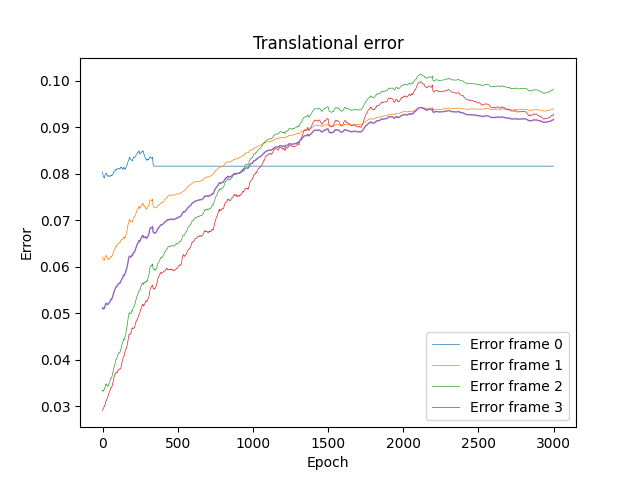 Translational error
Error
0.10
0.09
0.08
0.07
0.06
0.05
0.04
0.03
Error frame 0
Error frame 1
Error frame 2
Error frame 3
0 500 1000 1500 2000 2500 3000
Epoch